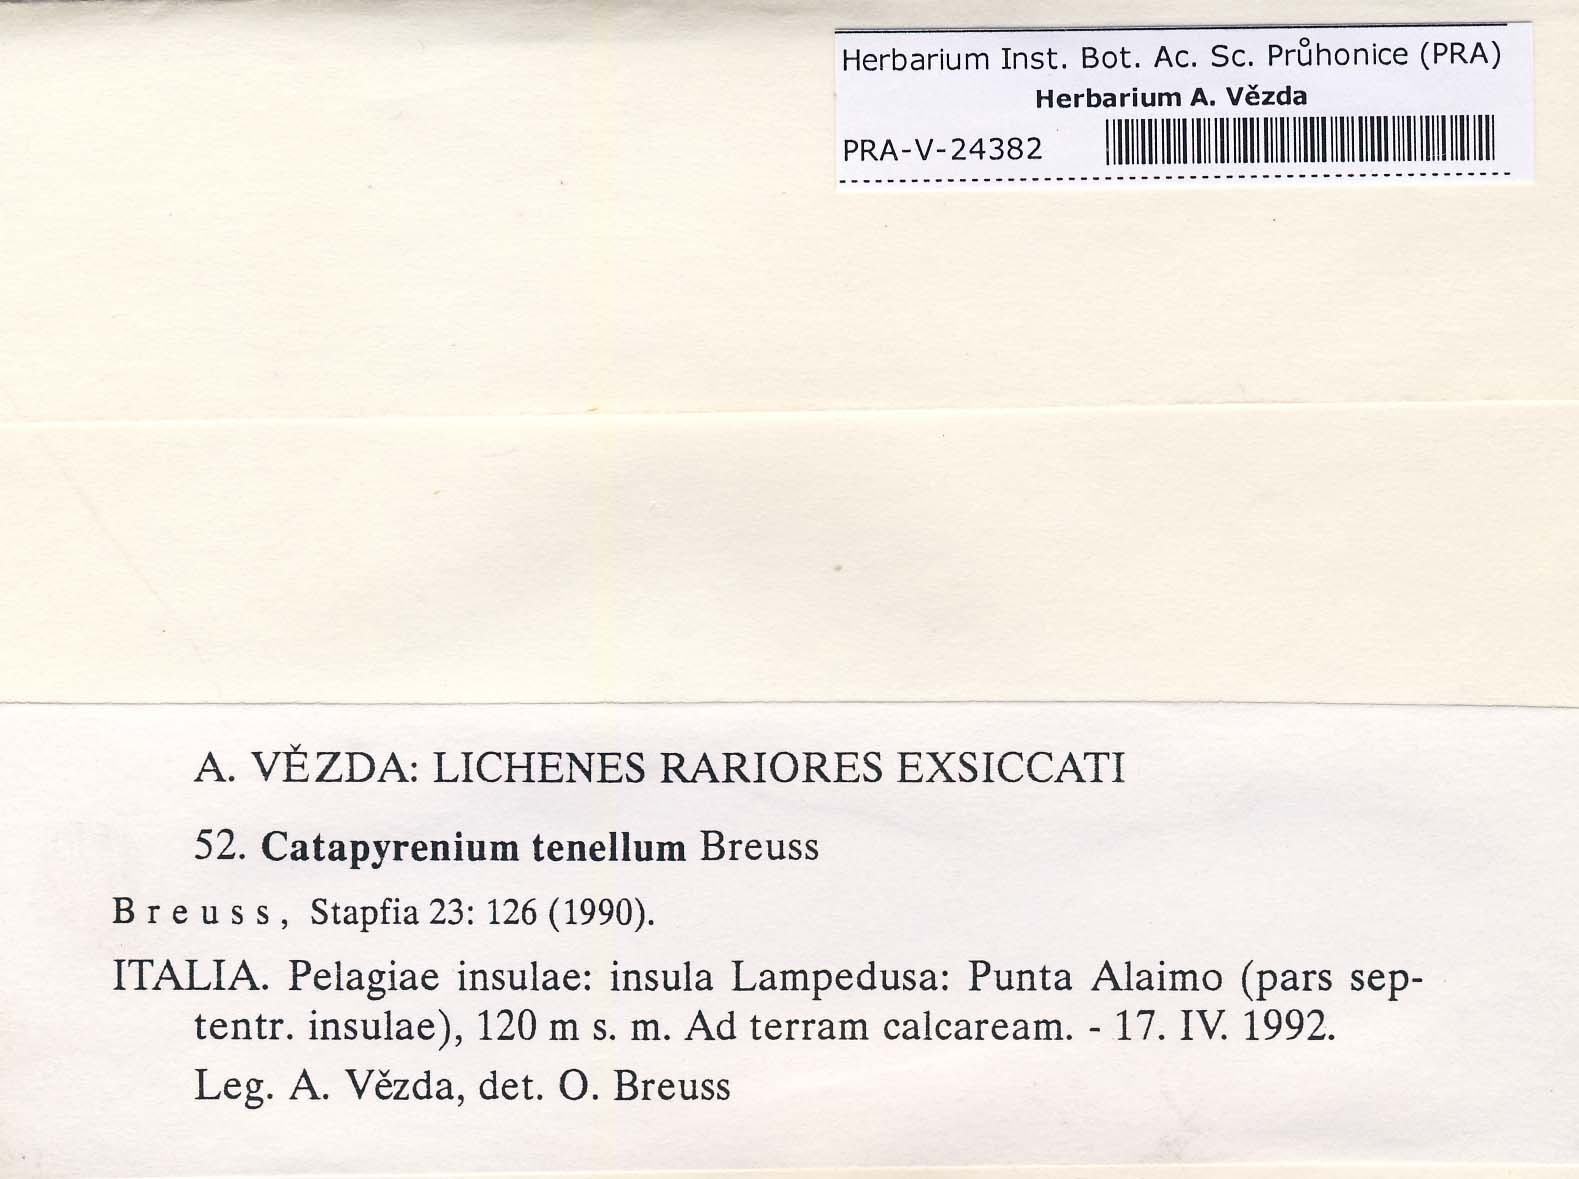 Herbarium Inst. Bot. Ac. Sc. Průhonice (PRA)
Herbarium A. Vězda
PRA-V-24382
A. VĚZDA: LICHENES RARIORES EXSICCATI
52. Catapyrenium tenellum Breuss
Breuss, Stapfia 23: 126 (1990).
ITALIA. Pelagiae insulae: insula Lampedusa: Punta Alaimo (pars sep-
tentr. insulae), 120 m s. m. Ad terram calcaream. - 17. IV. 1992.
Leg. A. Vězda, det. O. Breuss